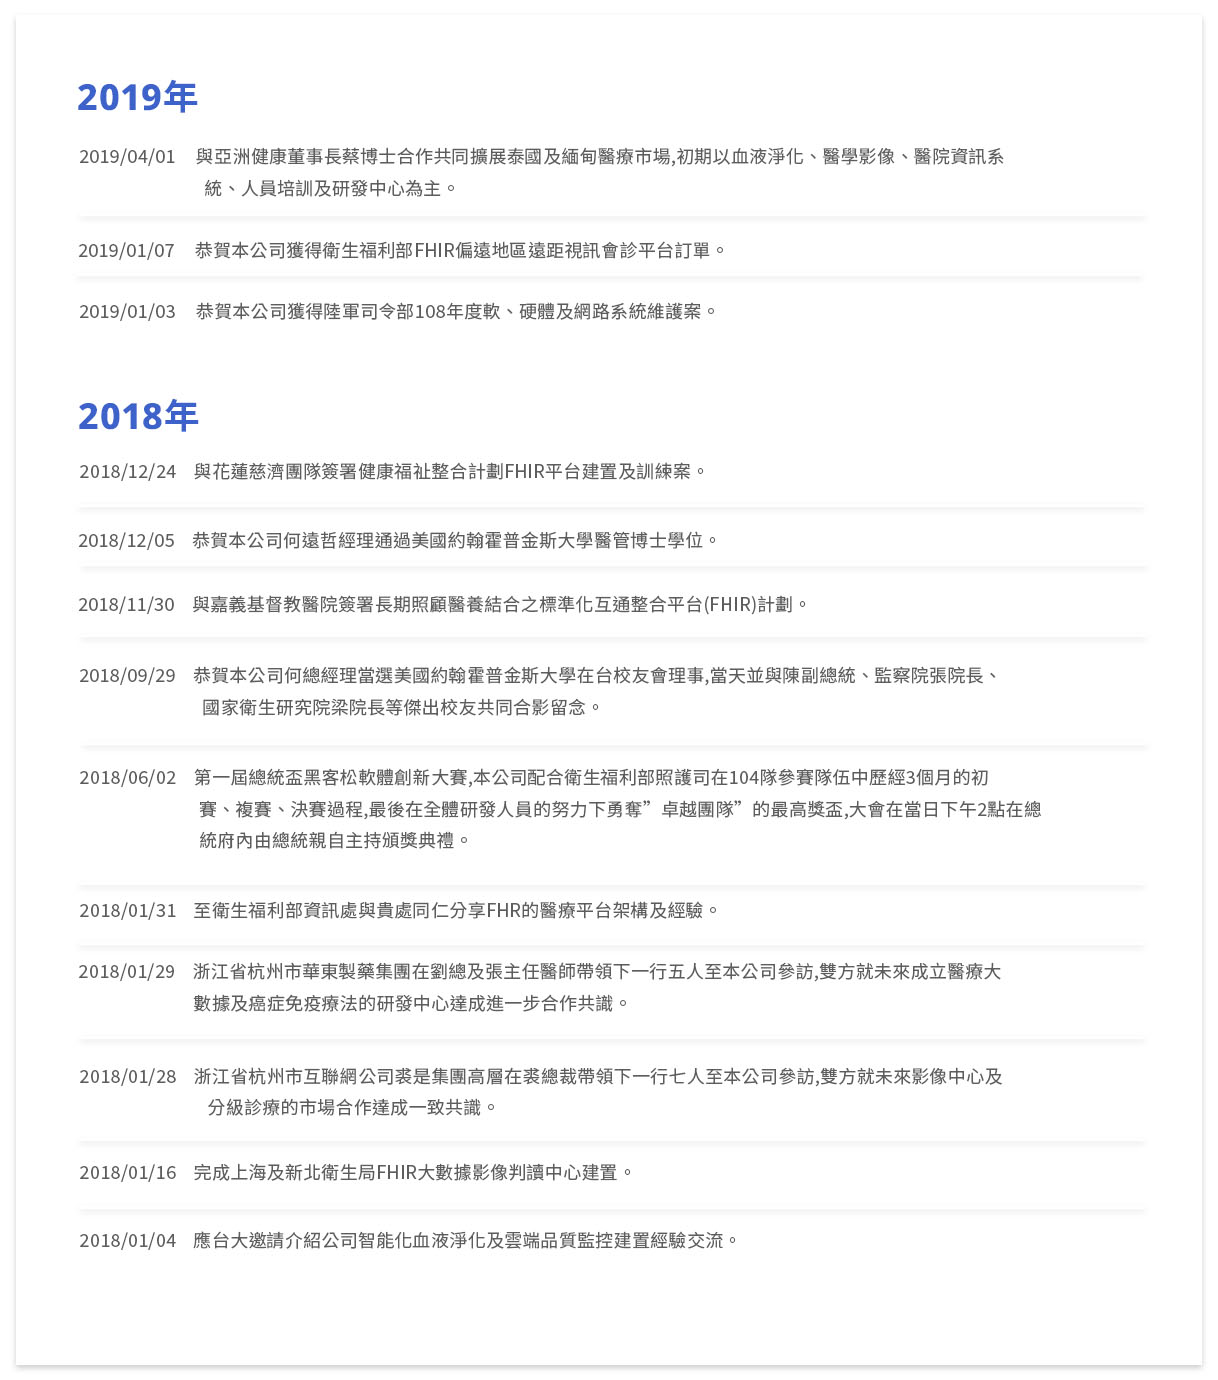 2019年
2019/04/01 與亞洲健康董事長蔡博士合作共同擴展泰國及緬甸醫療市場,初期以血液淨化、醫學影像、醫院資訊系
統、人員培訓及研發中心為主。
2019/01/07 恭賀本公司獲得衛生福利部FHIR偏遠地區遠距視訊會診平台訂單。
2019/01/03 恭賀本公司獲得陸軍司令部108年度軟、硬體及網路系統維護案。
2018年
2018/12/24 與花蓮慈濟團隊簽署健康福祉整合計劃FHIR平台建置及訓練案。
2018/12/05 恭賀本公司何遠哲經理通過美國約翰霍普金斯大學醫管博士學位。
2018/11/30 與嘉義基督教醫院簽署長期照顧醫養結合之標準化互通整合平台(FHIR)計劃。
2018/09/29 恭賀本公司何總經理當選美國約翰霍普金斯大學在台校友會理事,當天並與陳副總統、監察院張院長、
國家衛生研究院梁院長等傑出校友共同合影留念。
2018/06/02 第一屆總統盃黑客松軟體創新大賽,本公司配合衛生福利部照護司在104隊參賽隊伍中歷經3個月的初
賽、複賽、決賽過程,最後在全體研發人員的努力下勇奪”卓越團隊”的最高獎盃,大會在當日下午2點在總
統府內由總統親自主持頒獎典禮。
2018/01/31 至衛生福利部資訊處與貴處同仁分享FHR的醫療平台架構及經驗。
2018/01/29 浙江省杭州市華東製藥集團在劉總及張主任醫師帶領下一行五人至本公司參訪,雙方就未來成立醫療大
數據及癌症免疫療法的研發中心達成進一步合作共識。
2018/01/28 浙江省杭州市互聯網公司裘是集團高層在裘總裁帶領下一行七人至本公司參訪,雙方就未來影像中心及
分級診療的市場合作達成一致共識。
2018/01/16 完成上海及新北衛生局FHIR大數據影像判讀中心建置。
2018/01/04 應台大邀請介紹公司智能化血液淨化及雲端品質監控建置經驗交流。